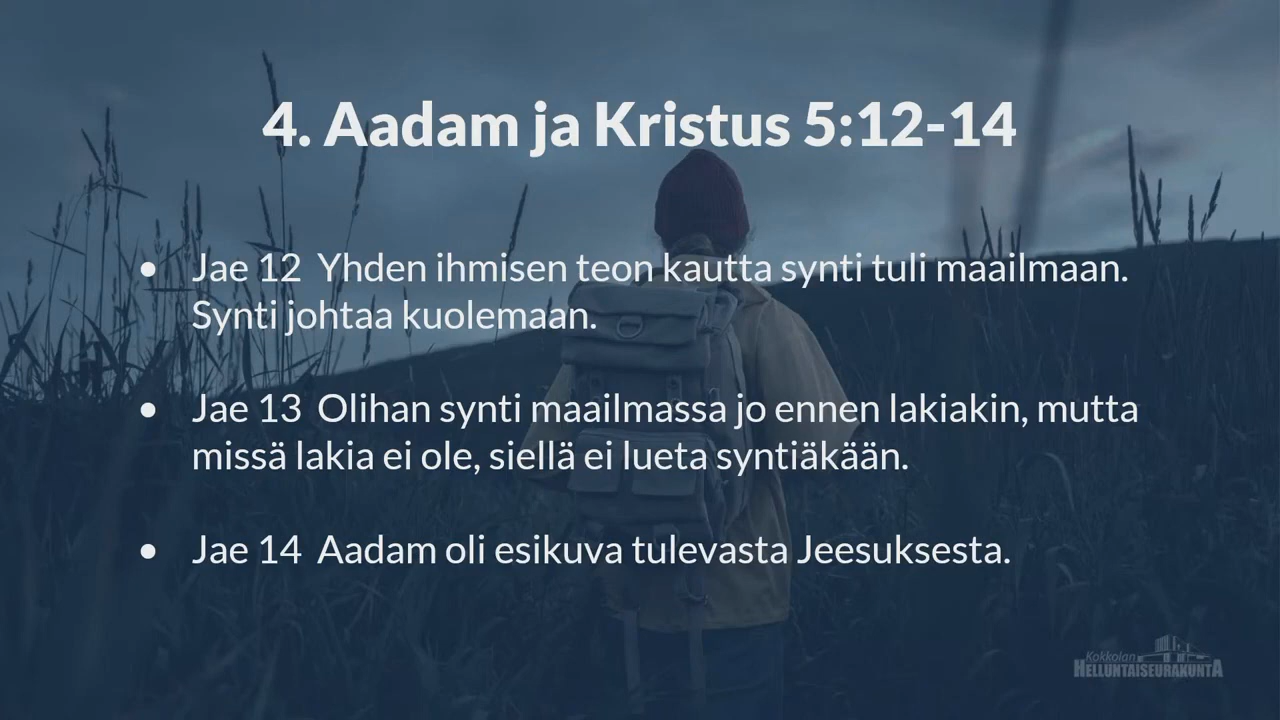 4. Aadam ja Kristus 5:12-14
• Jae 12 Yhden ihmisen teon kautta synti tuli maailmaan.
Synti johtaa kuolemaan.
• Jae 13 Olihan synti maailmassa jo ennen lakiakin, mutta
missä lakia ei ole, siellä ei lueta syntiäkään.
• Jae 14 Aadam oli esikuva tulevasta Jeesuksesta.
Kokkolan
HELLUNTAISEURAKUNTA